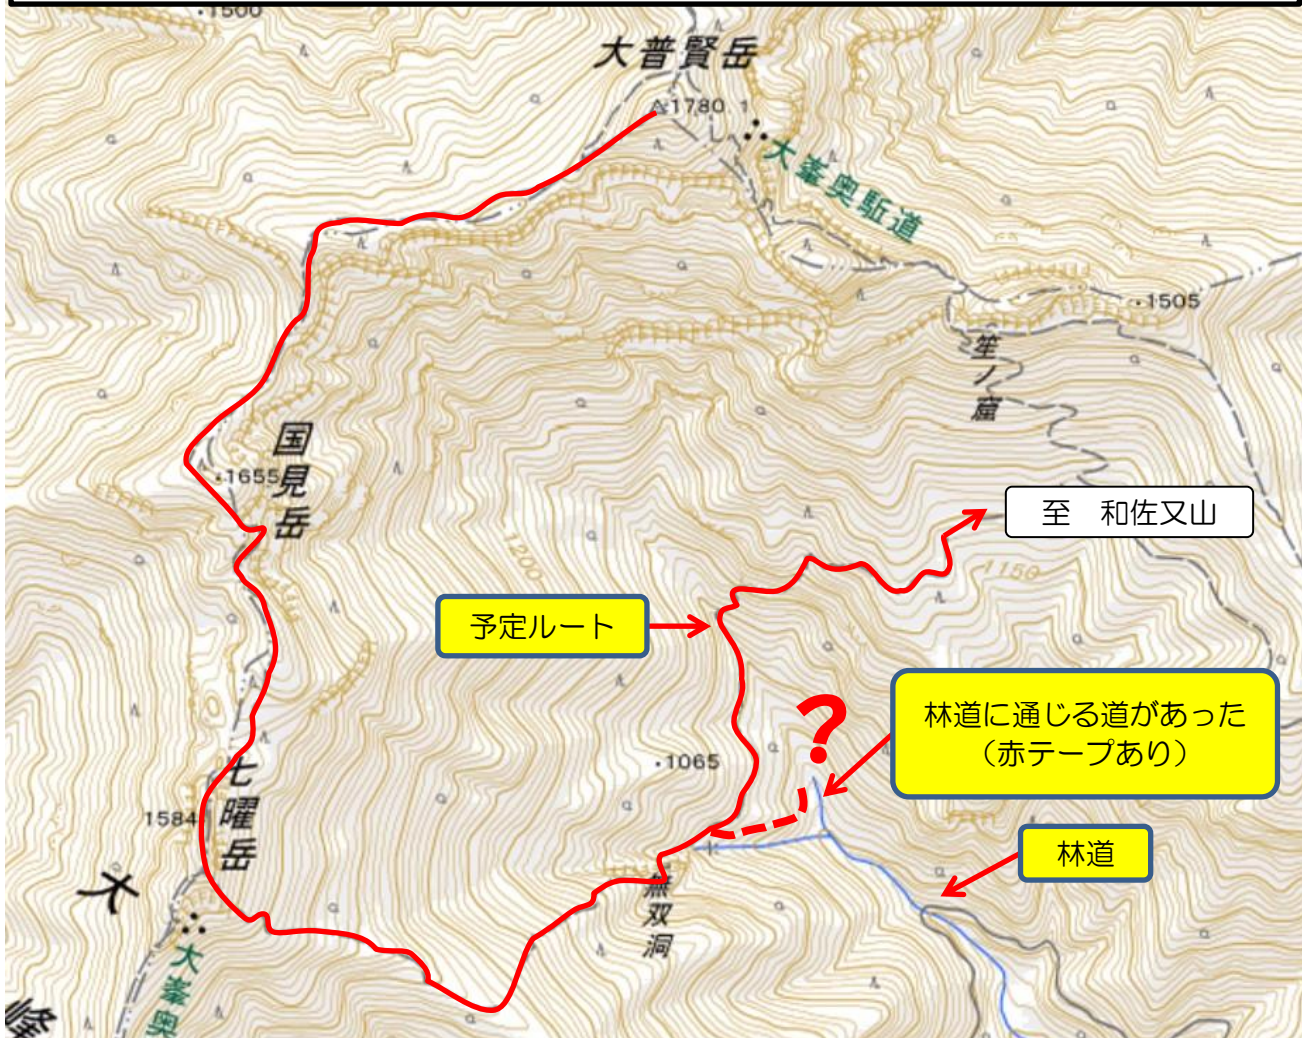 ・1500
大普賢岳
1780.1
大峯奥駈道
・1505
笙ノ窟
国見岳
・1655
至 和佐又山
1200
1150
予定ルート
林道に通じる道があった
（赤テープあり）
?
・1065
七曜岳
1584
林道
無双洞
大
峰
大峯奥